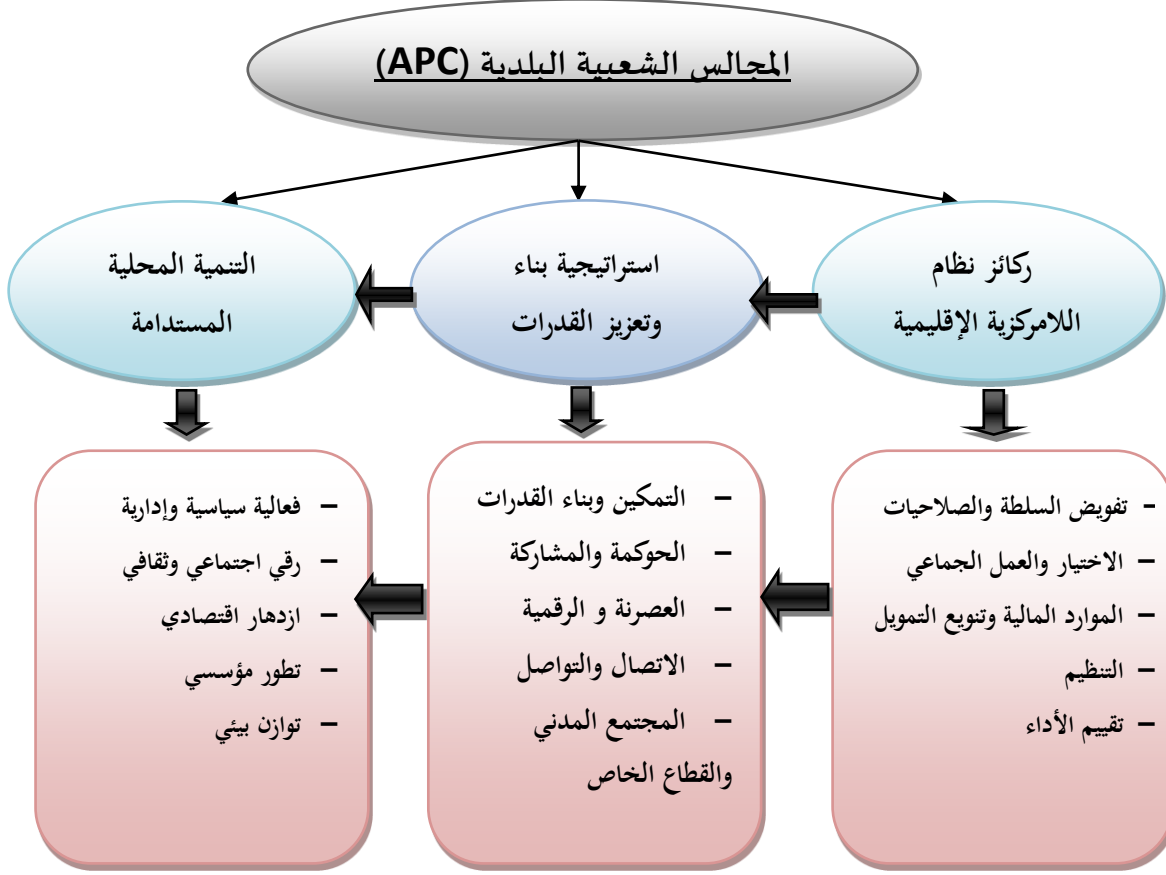 المجالس الشعبية البلدية (APC)
ركائز نظام
اللامركزية الإقليمية
استراتيجية بناء
وتعزيز القدرات
التنمية المحلية
المستدامة
- تفويض السلطة والصلاحيات
– الاختيار والعمل الجماعي
– الموارد المالية وتنويع التمويل
– التنظيم
– تقييم الأداء
– التمكين وبناء القدرات
– الحوكمة والمشاركة
– العصرنة و الرقمية
– الاتصال والتواصل
– المجتمع المدني
والقطاع الخاص
– فعالية سياسية وإدارية
– رقي اجتماعي وثقافي
– ازدهار اقتصادي
– تطور مؤسسي
– توازن بيئي